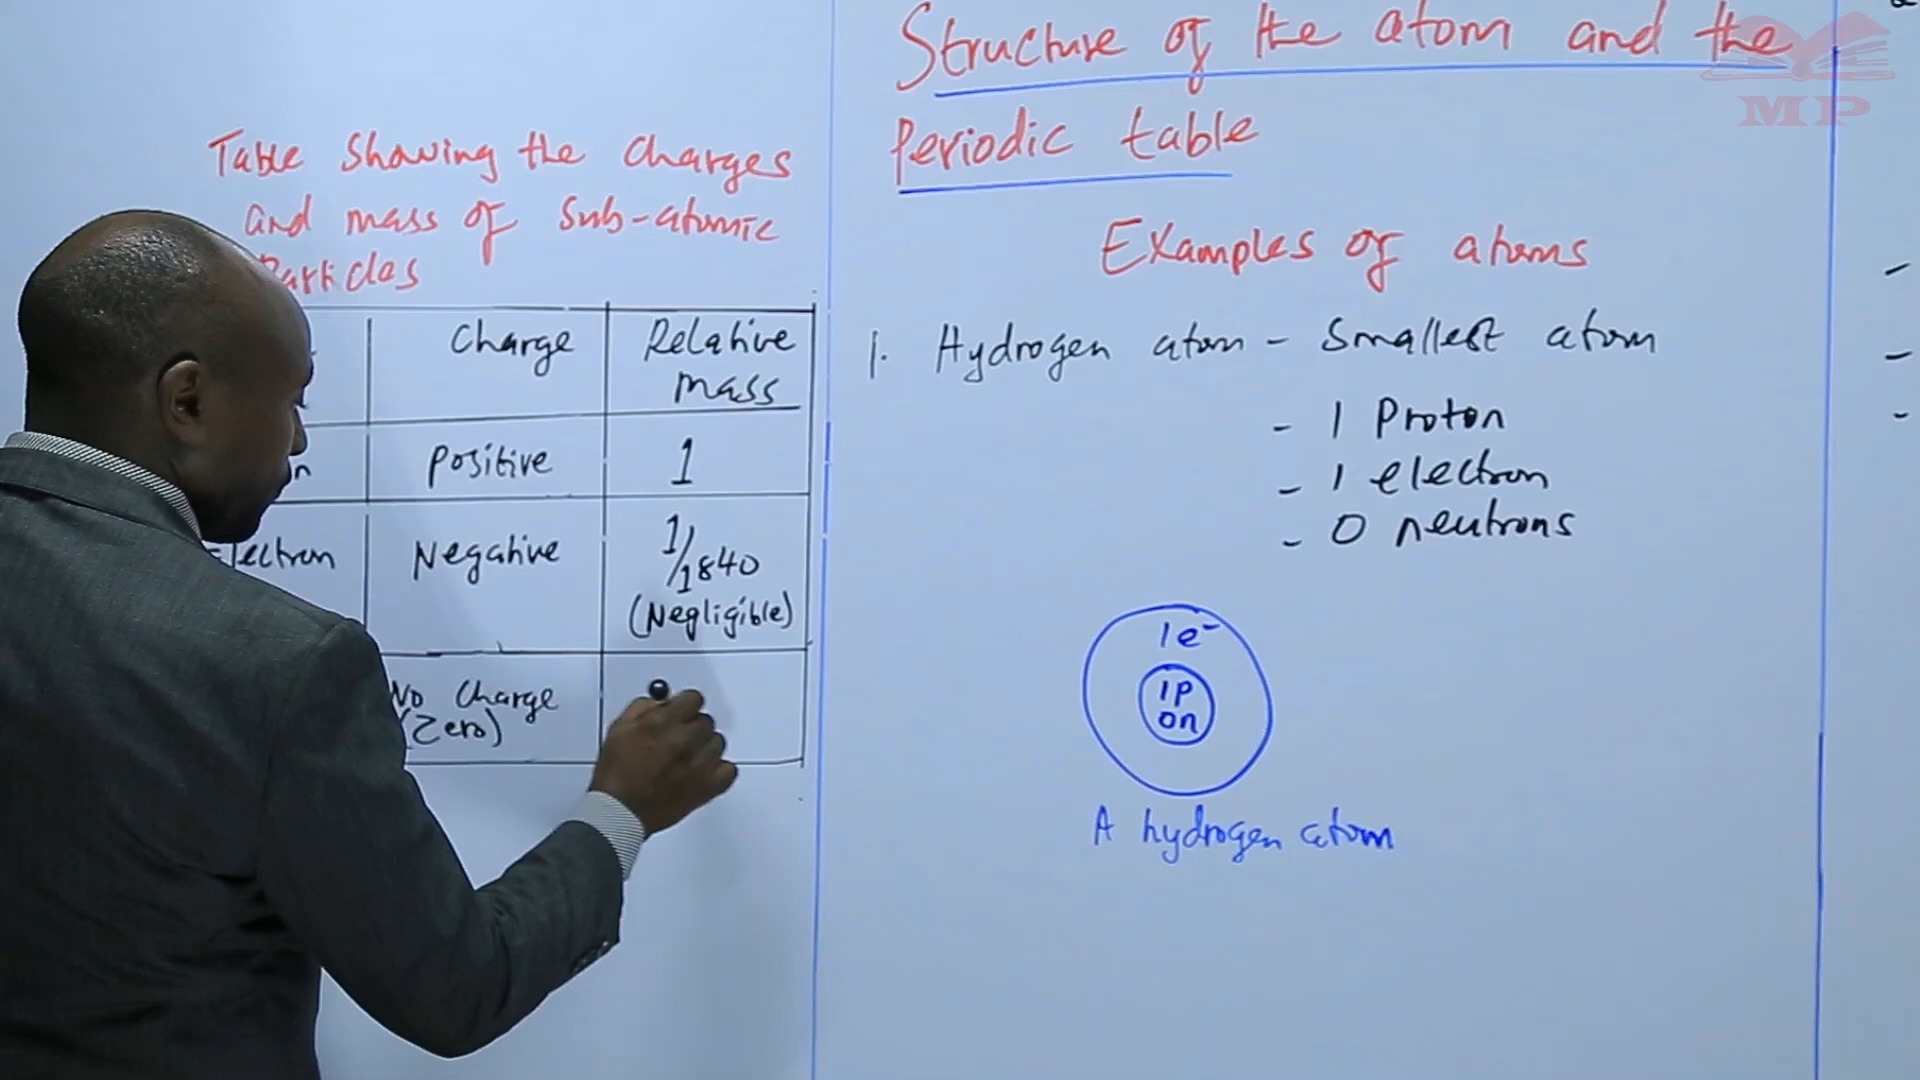 Table Showing the Charges
and mass of Sub-atomic
Particles
Charge
Relative
mass
Positive
1
Electron
Negative
1/1840
(Negligible)
No Charge
(Zero)
Structure of the atom and the
Periodic table
Examples of atoms
1. Hydrogen atom - Smallest atom
- 1 Proton
- 1 electron
- 0 neutrons
1e-
1P
0n
A hydrogen atom
MP